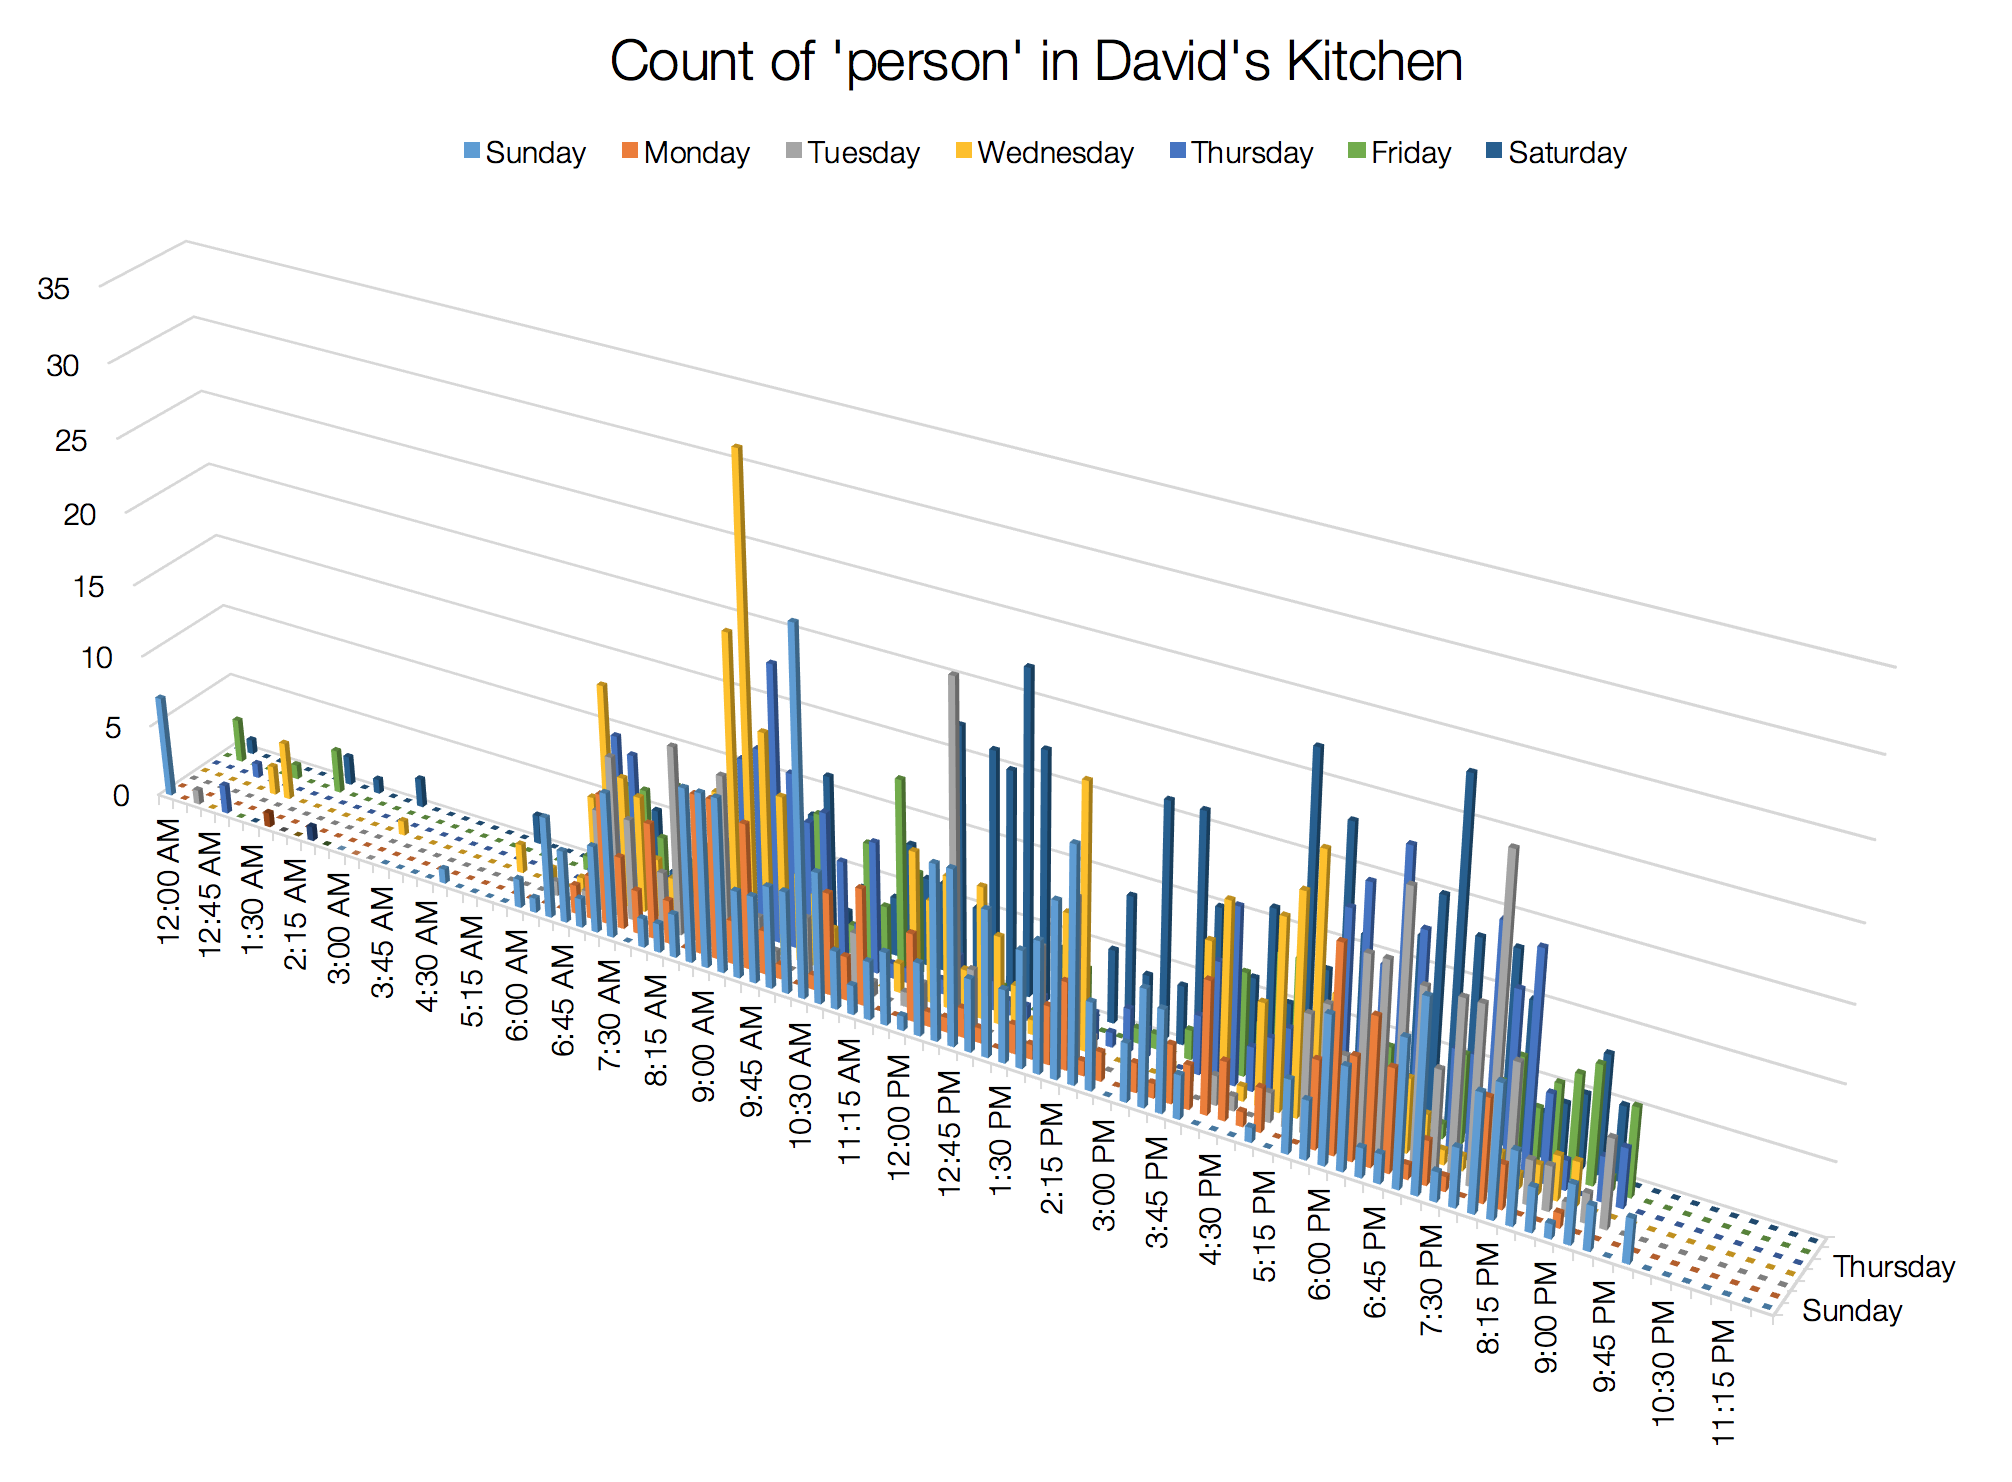 Count of 'person' in David's Kitchen
Sunday Monday Tuesday Wednesday Thursday Friday Saturday
35
30
25
20
15
10
5
0
12:00 AM
12:45 AM
1:30 AM
2:15 AM
3:00 AM
3:45 AM
4:30 AM
5:15 AM
6:00 AM
6:45 AM
7:30 AM
8:15 AM
9:00 AM
9:45 AM
10:30 AM
11:15 AM
12:00 PM
12:45 PM
1:30 PM
2:15 PM
3:00 PM
3:45 PM
4:30 PM
5:15 PM
6:00 PM
6:45 PM
7:30 PM
8:15 PM
9:00 PM
9:45 PM
10:30 PM
11:15 PM
Thursday
Sunday